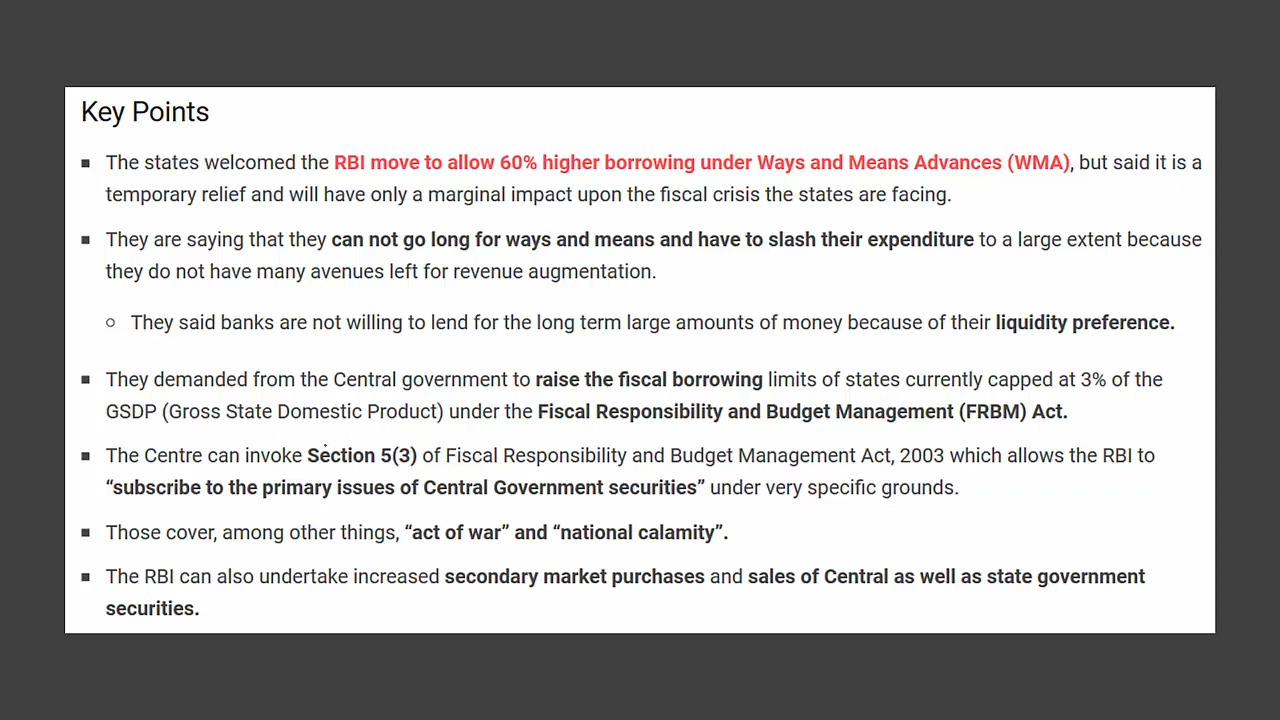 Key Points
The states welcomed the RBI move to allow 60% higher borrowing under Ways and Means Advances (WMA), but said it is a
temporary relief and will have only a marginal impact upon the fiscal crisis the states are facing.
They are saying that they can not go long for ways and means and have to slash their expenditure to a large extent because
they do not have many avenues left for revenue augmentation.
They said banks are not willing to lend for the long term large amounts of money because of their liquidity preference.
They demanded from the Central government to raise the fiscal borrowing limits of states currently capped at 3% of the
GSDP (Gross State Domestic Product) under the Fiscal Responsibility and Budget Management (FRBM) Act.
The Centre can invoke Section 5(3) of Fiscal Responsibility and Budget Management Act, 2003 which allows the RBI to
“subscribe to the primary issues of Central Government securities” under very specific grounds.
Those cover, among other things, “act of war” and “national calamity”.
The RBI can also undertake increased secondary market purchases and sales of Central as well as state government
securities.